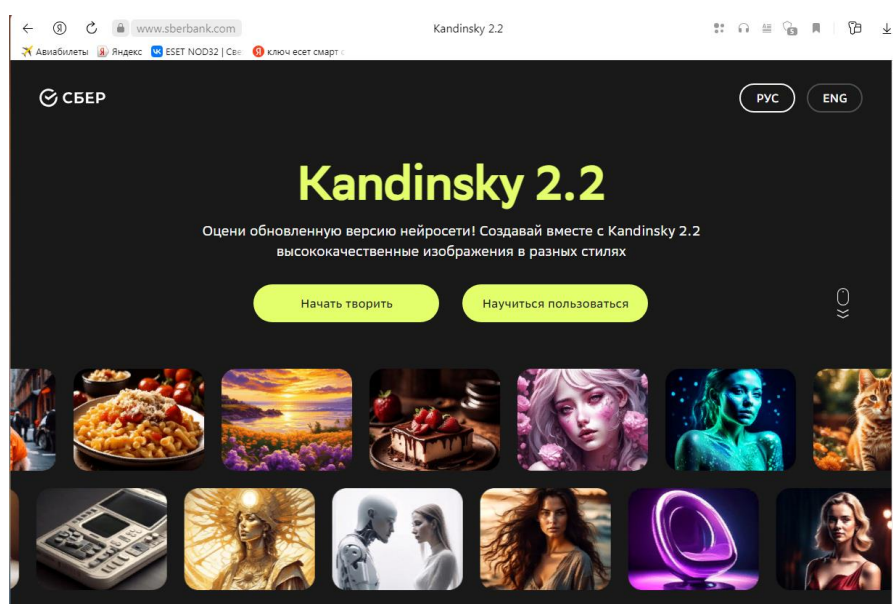 www.sberbank.com
Kandinsky 2.2
Авиабилеты Яндекс ESET NOD32 | Све ключ есет смарт с
СБЕР
РУС ENG
Kandinsky 2.2
Оцени обновленную версию нейросети! Создавай вместе с Kandinsky 2.2
высококачественные изображения в разных стилях
Начать творить Научиться пользоваться